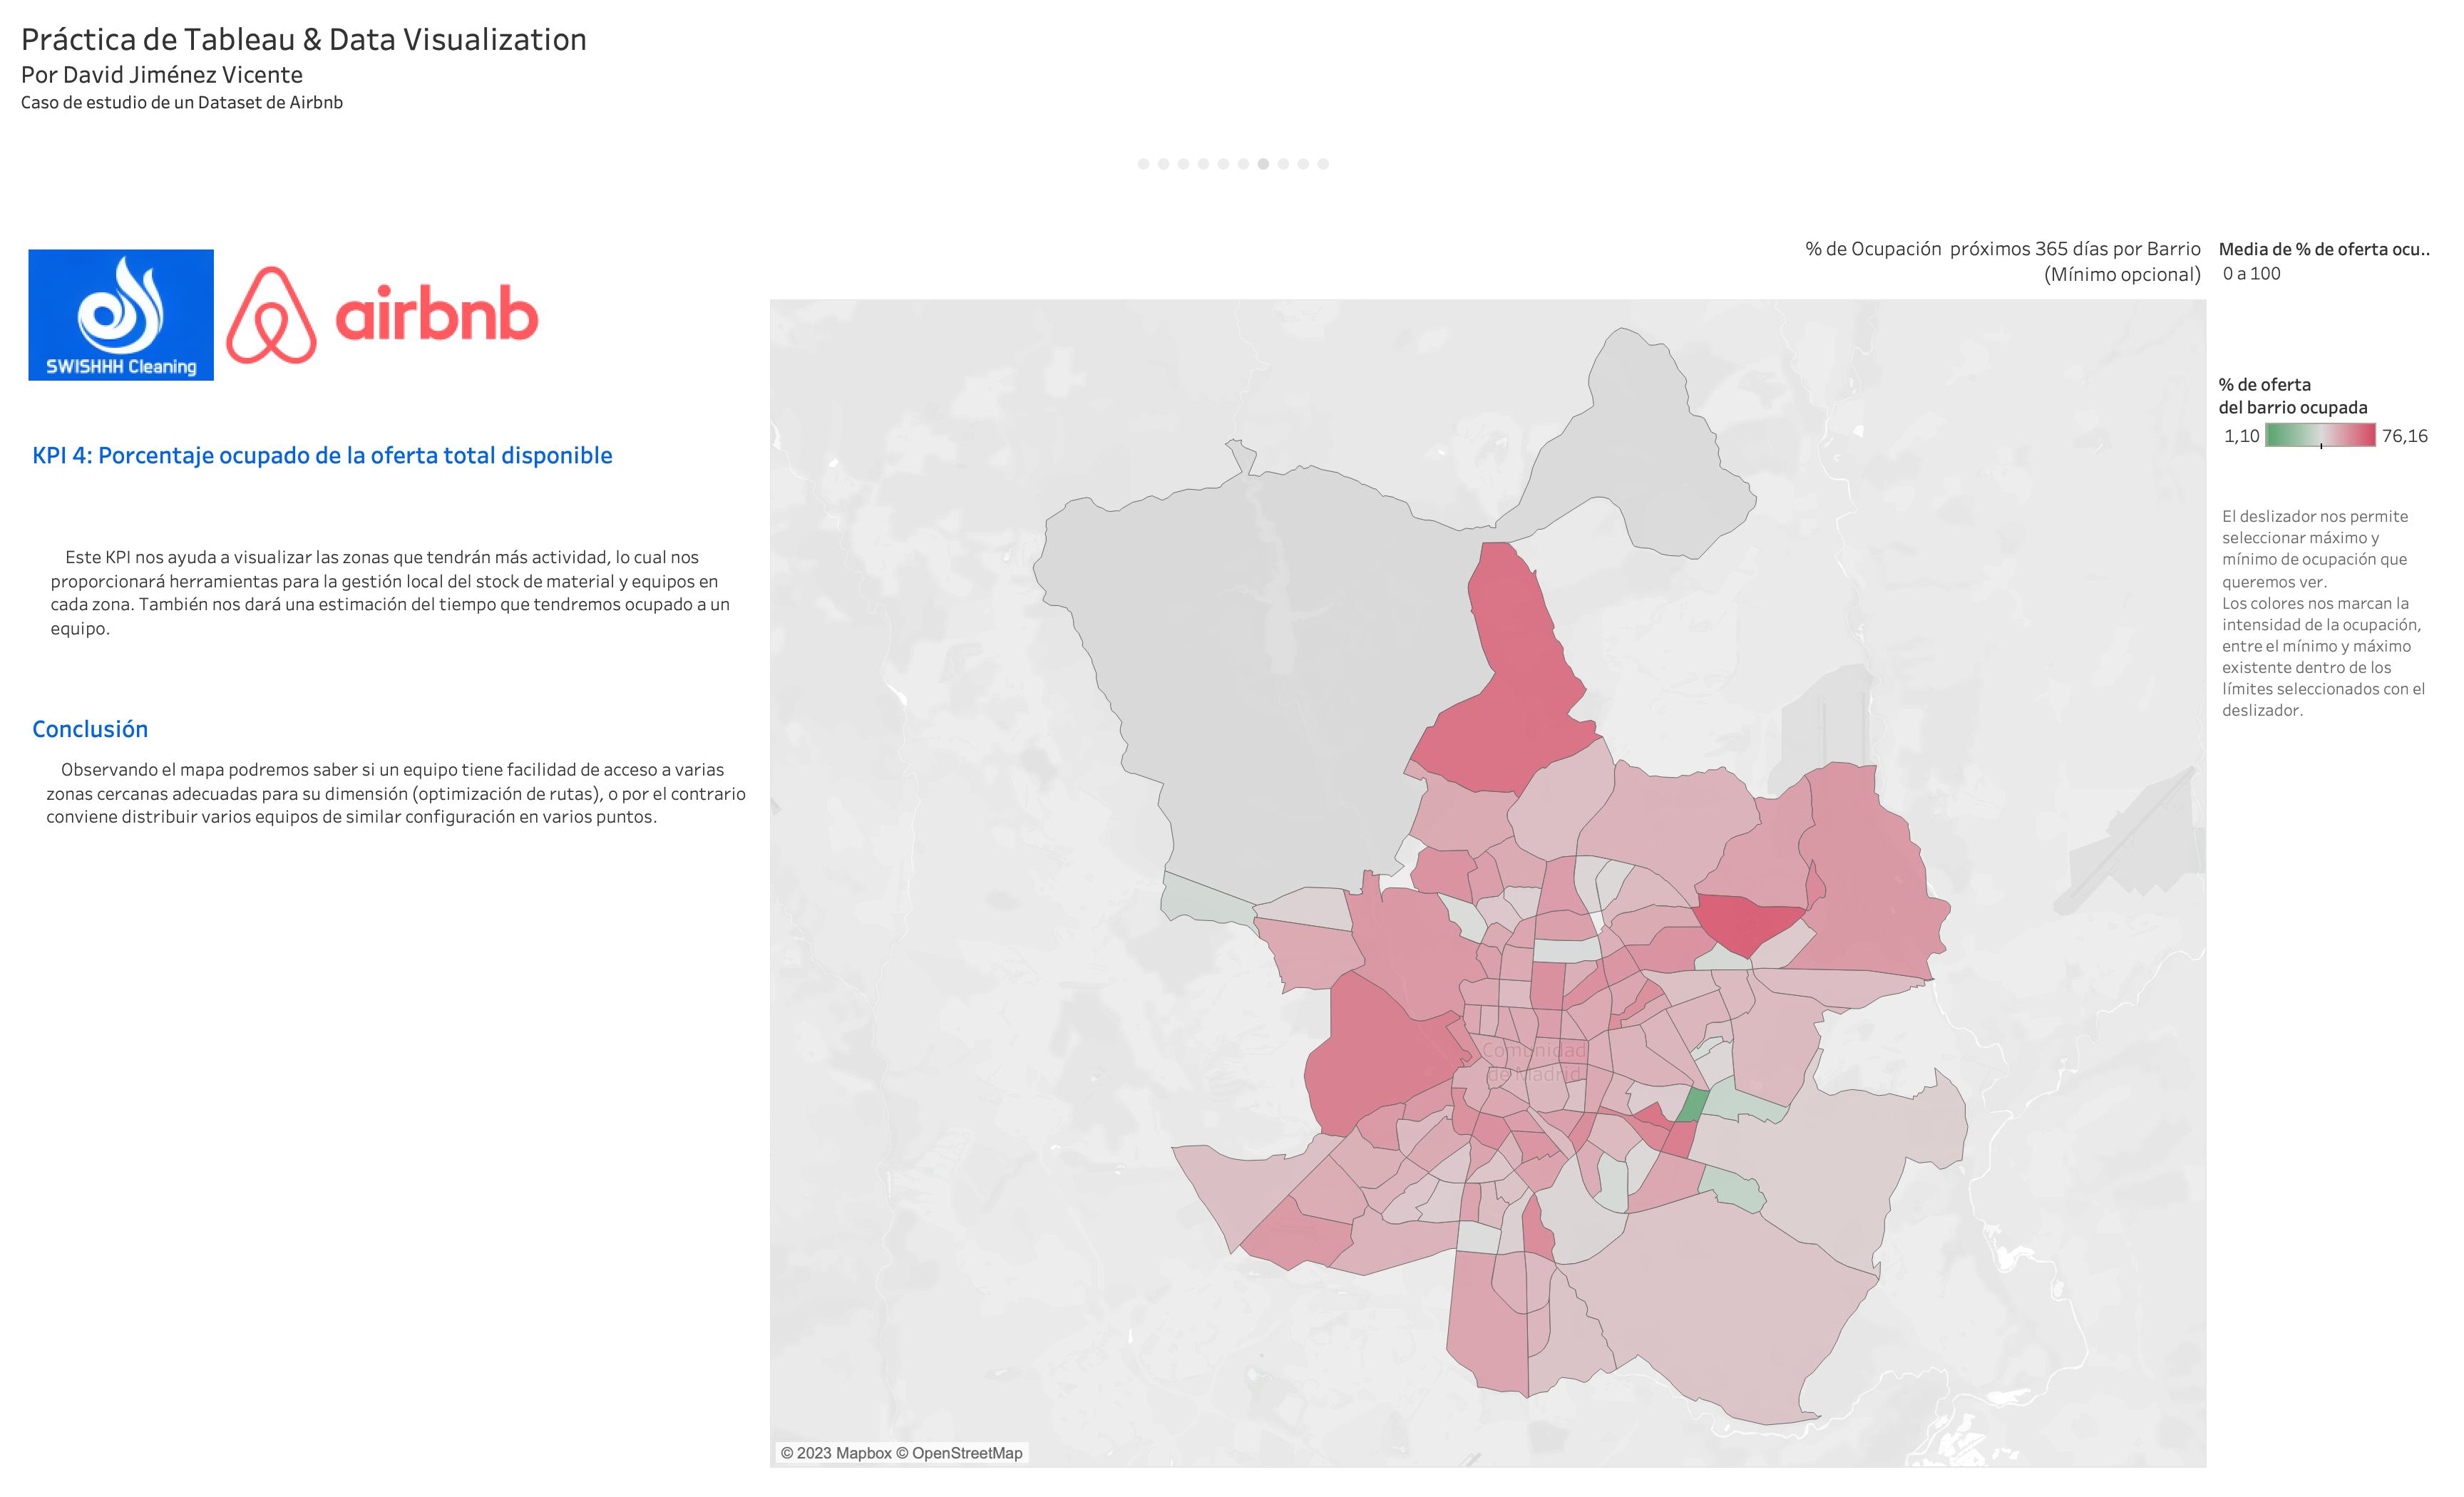 Práctica de Tableau & Data Visualization
Por David Jiménez Vicente
Caso de estudio de un Dataset de Airbnb
SWISHHH Cleaning
airbnb
KPI 4: Porcentaje ocupado de la oferta total disponible
Este KPI nos ayuda a visualizar las zonas que tendrán más actividad, lo cual nos
proporcionará herramientas para la gestión local del stock de material y equipos en
cada zona. También nos dará una estimación del tiempo que tendremos ocupado a un
equipo.
Conclusión
Observando el mapa podremos saber si un equipo tiene facilidad de acceso a varias
zonas cercanas adecuadas para su dimensión (optimización de rutas), o por el contrario
conviene distribuir varios equipos de similar configuración en varios puntos.
% de Ocupación próximos 365 días por Barrio
(Mínimo opcional)
Comunidad
de Madrid
© 2023 Mapbox © OpenStreetMap
Media de % de oferta ocu..
0 a 100
% de oferta
del barrio ocupada
1,10 76,16
El deslizador nos permite
seleccionar máximo y
mínimo de ocupación que
queremos ver.
Los colores nos marcan la
intensidad de la ocupación,
entre el mínimo y máximo
existente dentro de los
límites seleccionados con el
deslizador.